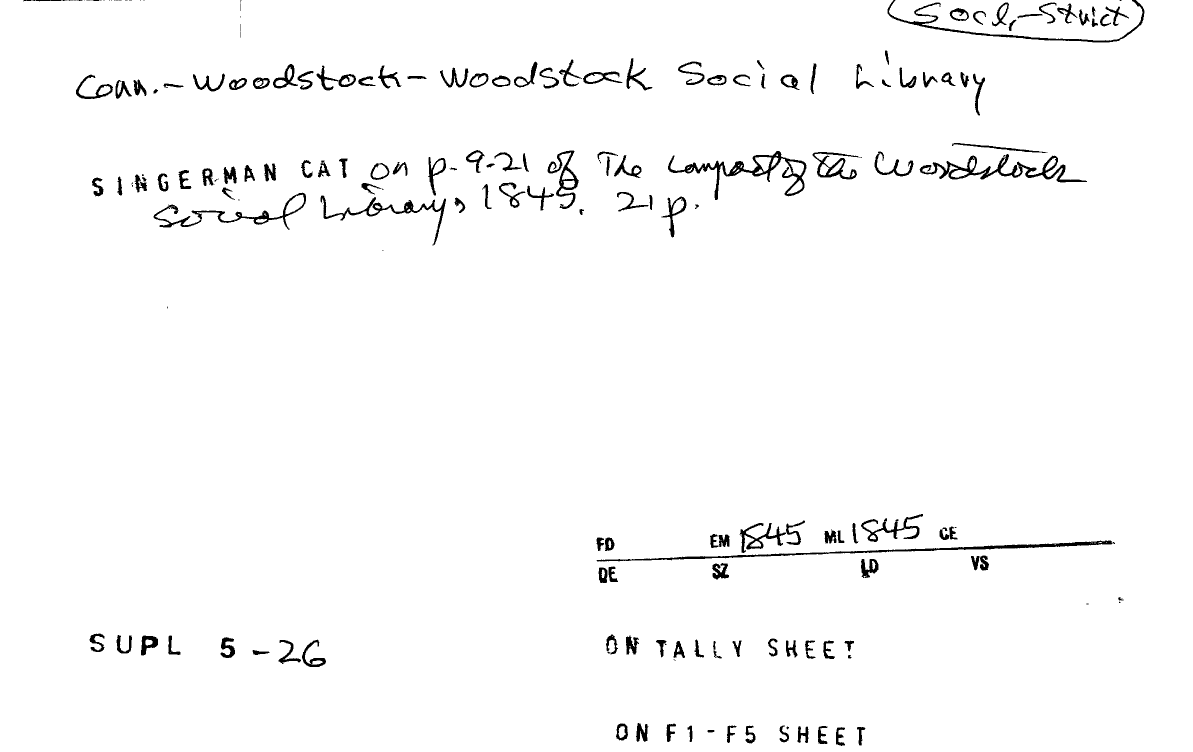 Socl.-Strict
Conn.-Woodstock-Woodstock Social Library
SINGERMAN CAT on p. 9-21 of The Compact of the Woodstock
Social Library, 1845. 21 p.
FD EM 1845 ML 1845 CE
DE SZ LD VS
SUPL 5-26 ON TALLY SHEET
ON F1-F5 SHEET